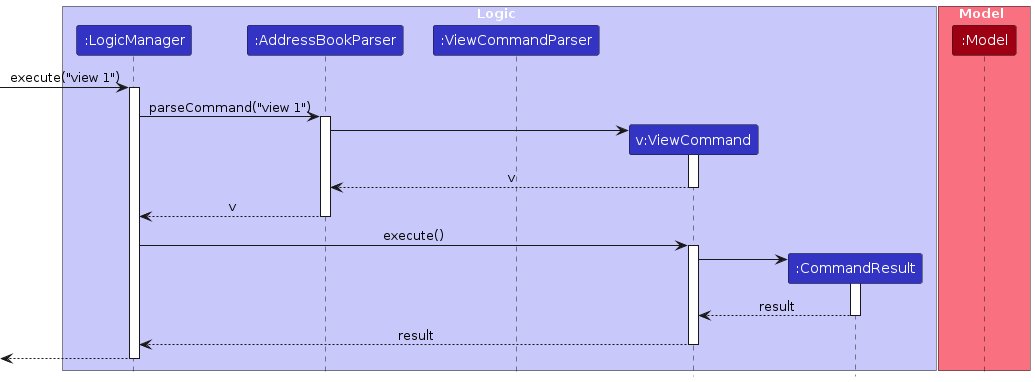 Logic
Model
:LogicManager
:AddressBookParser
:ViewCommandParser
:Model
execute("view 1")
parseCommand("view 1")
v:ViewCommand
v
v
execute()
:CommandResult
result
result